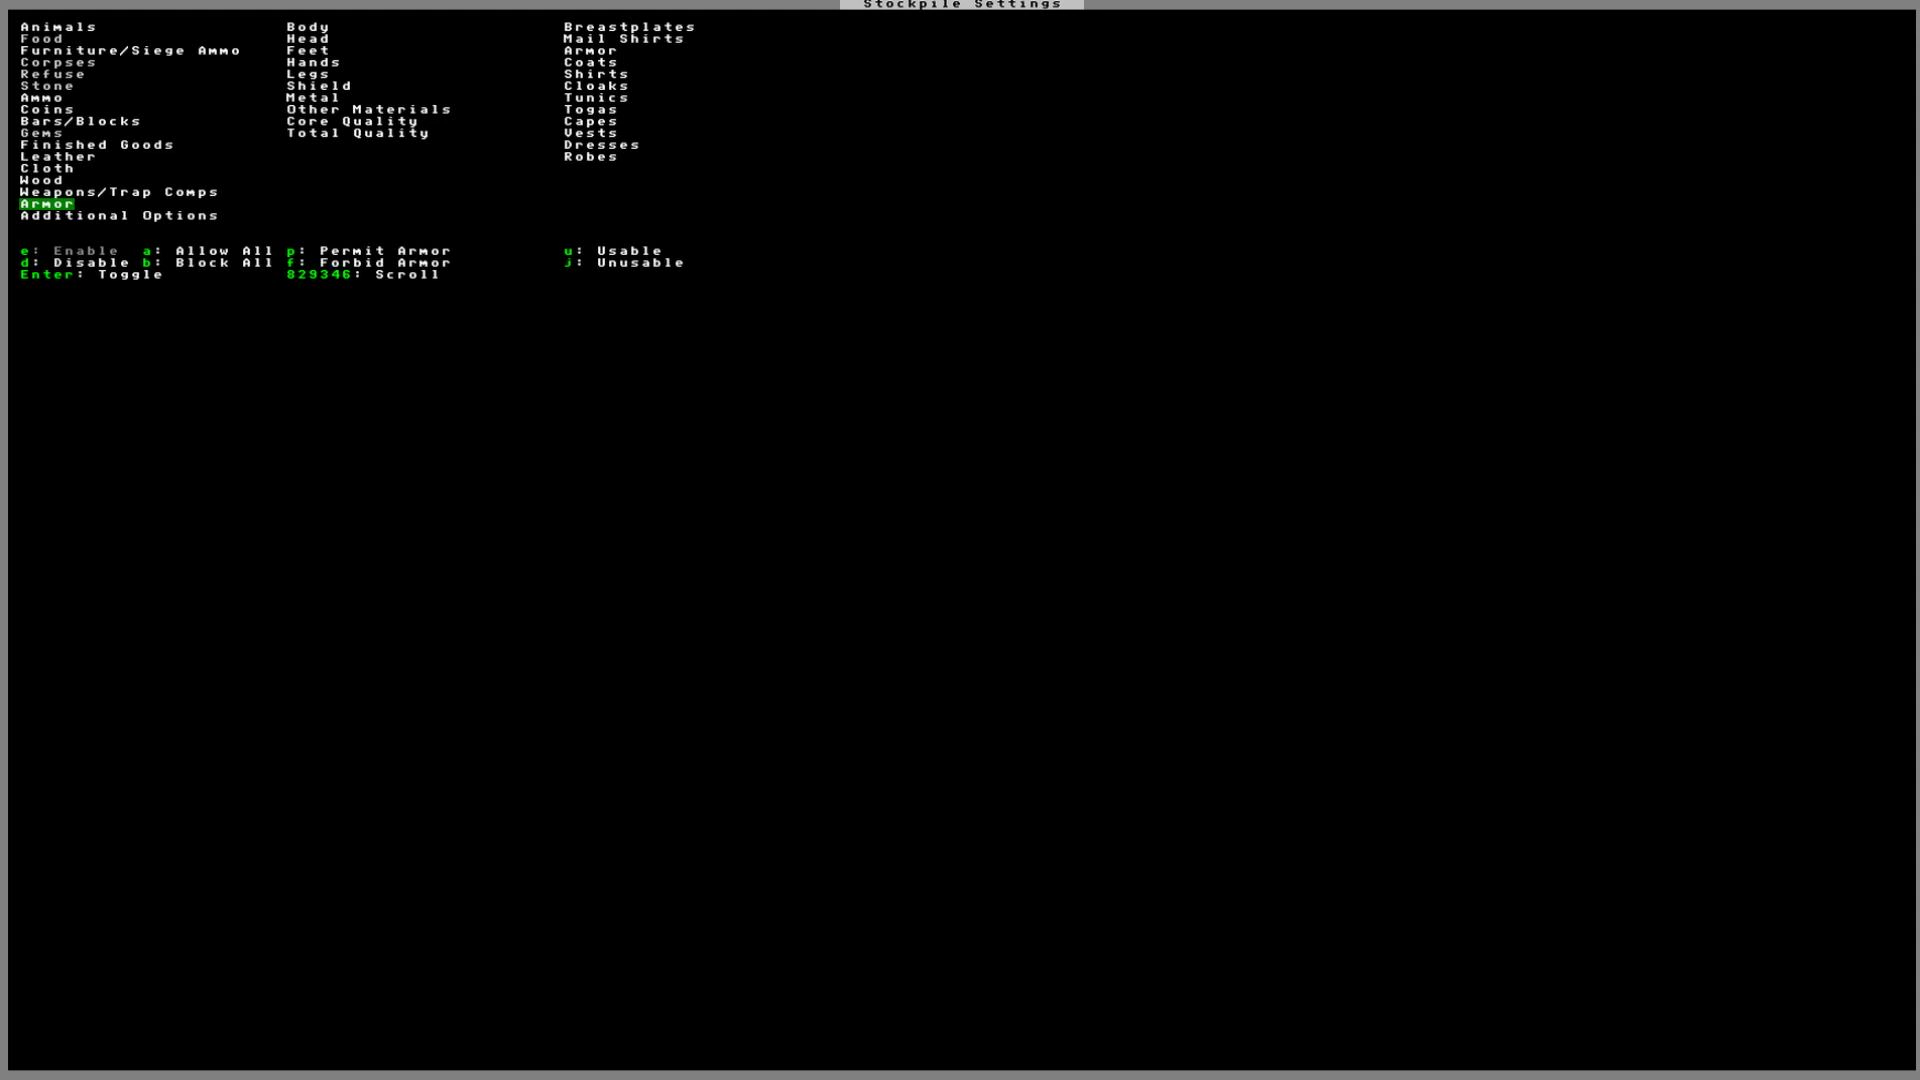 Stockpile Settings
Animals Body Breastplates
Food Head Mail Shirts
Furniture/Siege Ammo Feet Armor
Corpses Hands Coats
Refuse Legs Shirts
Stone Shield Cloaks
Ammo Metal Tunics
Coins Other Materials Togas
Bars/Blocks Core Quality Capes
Gems Total Quality Vests
Finished Goods Dresses
Leather Robes
Cloth
Wood
Weapons/Trap Comps
Armor
Additional Options
e: Enable a: Allow All p: Permit Armor u: Usable
d: Disable b: Block All f: Forbid Armor j: Unusable
Enter: Toggle 829346: Scroll